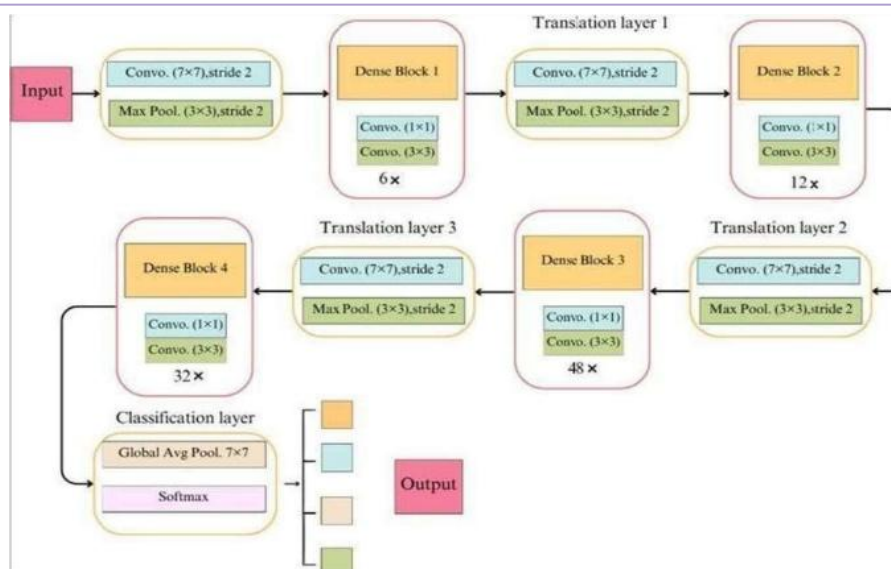 Translation layer 1
Input
Convo. (7×7),stride 2
Max Pool. (3×3),stride 2
Dense Block 1
Convo. (1×1)
Convo. (3×3)
6×
Convo. (7×7),stride 2
Max Pool. (3×3),stride 2
Dense Block 2
Convo. (1×1)
Convo. (3×3)
12×
Translation layer 2
Convo. (7×7),stride 2
Max Pool. (3×3),stride 2
Dense Block 3
Convo. (1×1)
Convo. (3×3)
48×
Translation layer 3
Convo. (7×7),stride 2
Max Pool. (3×3),stride 2
Dense Block 4
Convo. (1×1)
Convo. (3×3)
32×
Classification layer
Global Avg Pool. 7×7
Softmax
Output